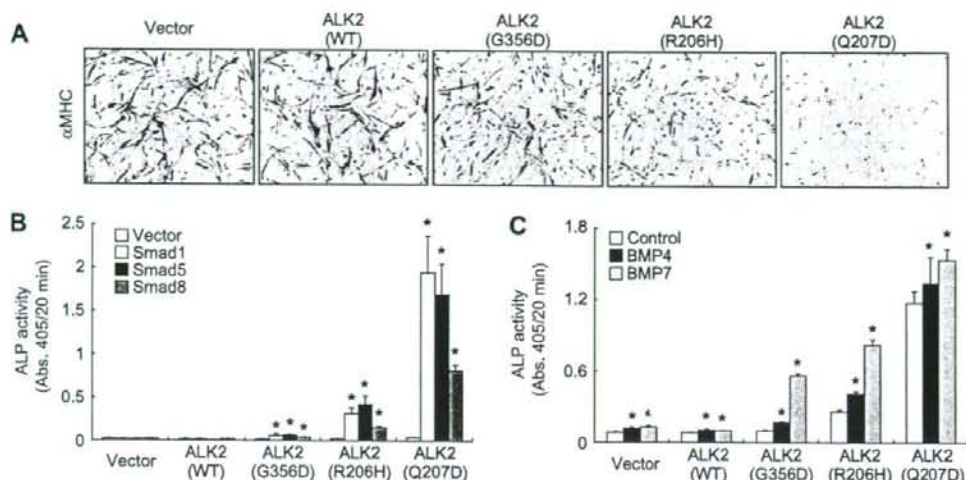 A
Vector
ALK2
(WT)
ALK2
(G356D)
ALK2
(R206H)
ALK2
(Q207D)
αMHC
B
ALP activity
(Abs. 405/20 min)
2.5
2
1.5
1
0.5
0
Vector
Smad1
Smad5
Smad8
* * *
* * *
* * *
Vector
ALK2
(WT)
ALK2
(G356D)
ALK2
(R206H)
ALK2
(Q207D)
C
ALP activity
(Abs. 405/20 min)
1.8
1.2
0.6
0
Control
BMP4
BMP7
* *
* *
* *
* *
* *
Vector
ALK2
(WT)
ALK2
(G356D)
ALK2
(R206H)
ALK2
(Q207D)